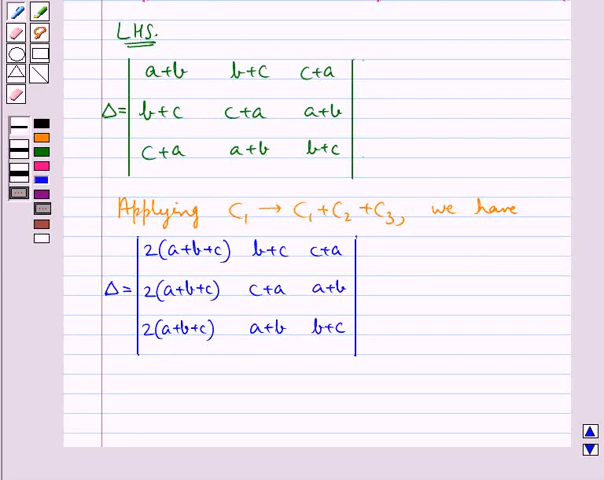 LHS.
a+b b+c c+a
Δ= b+c c+a a+b
c+a a+b b+c
Applying C₁ → C₁+C₂+C₃, we have
2(a+b+c) b+c c+a
Δ= 2(a+b+c) c+a a+b
2(a+b+c) a+b b+c